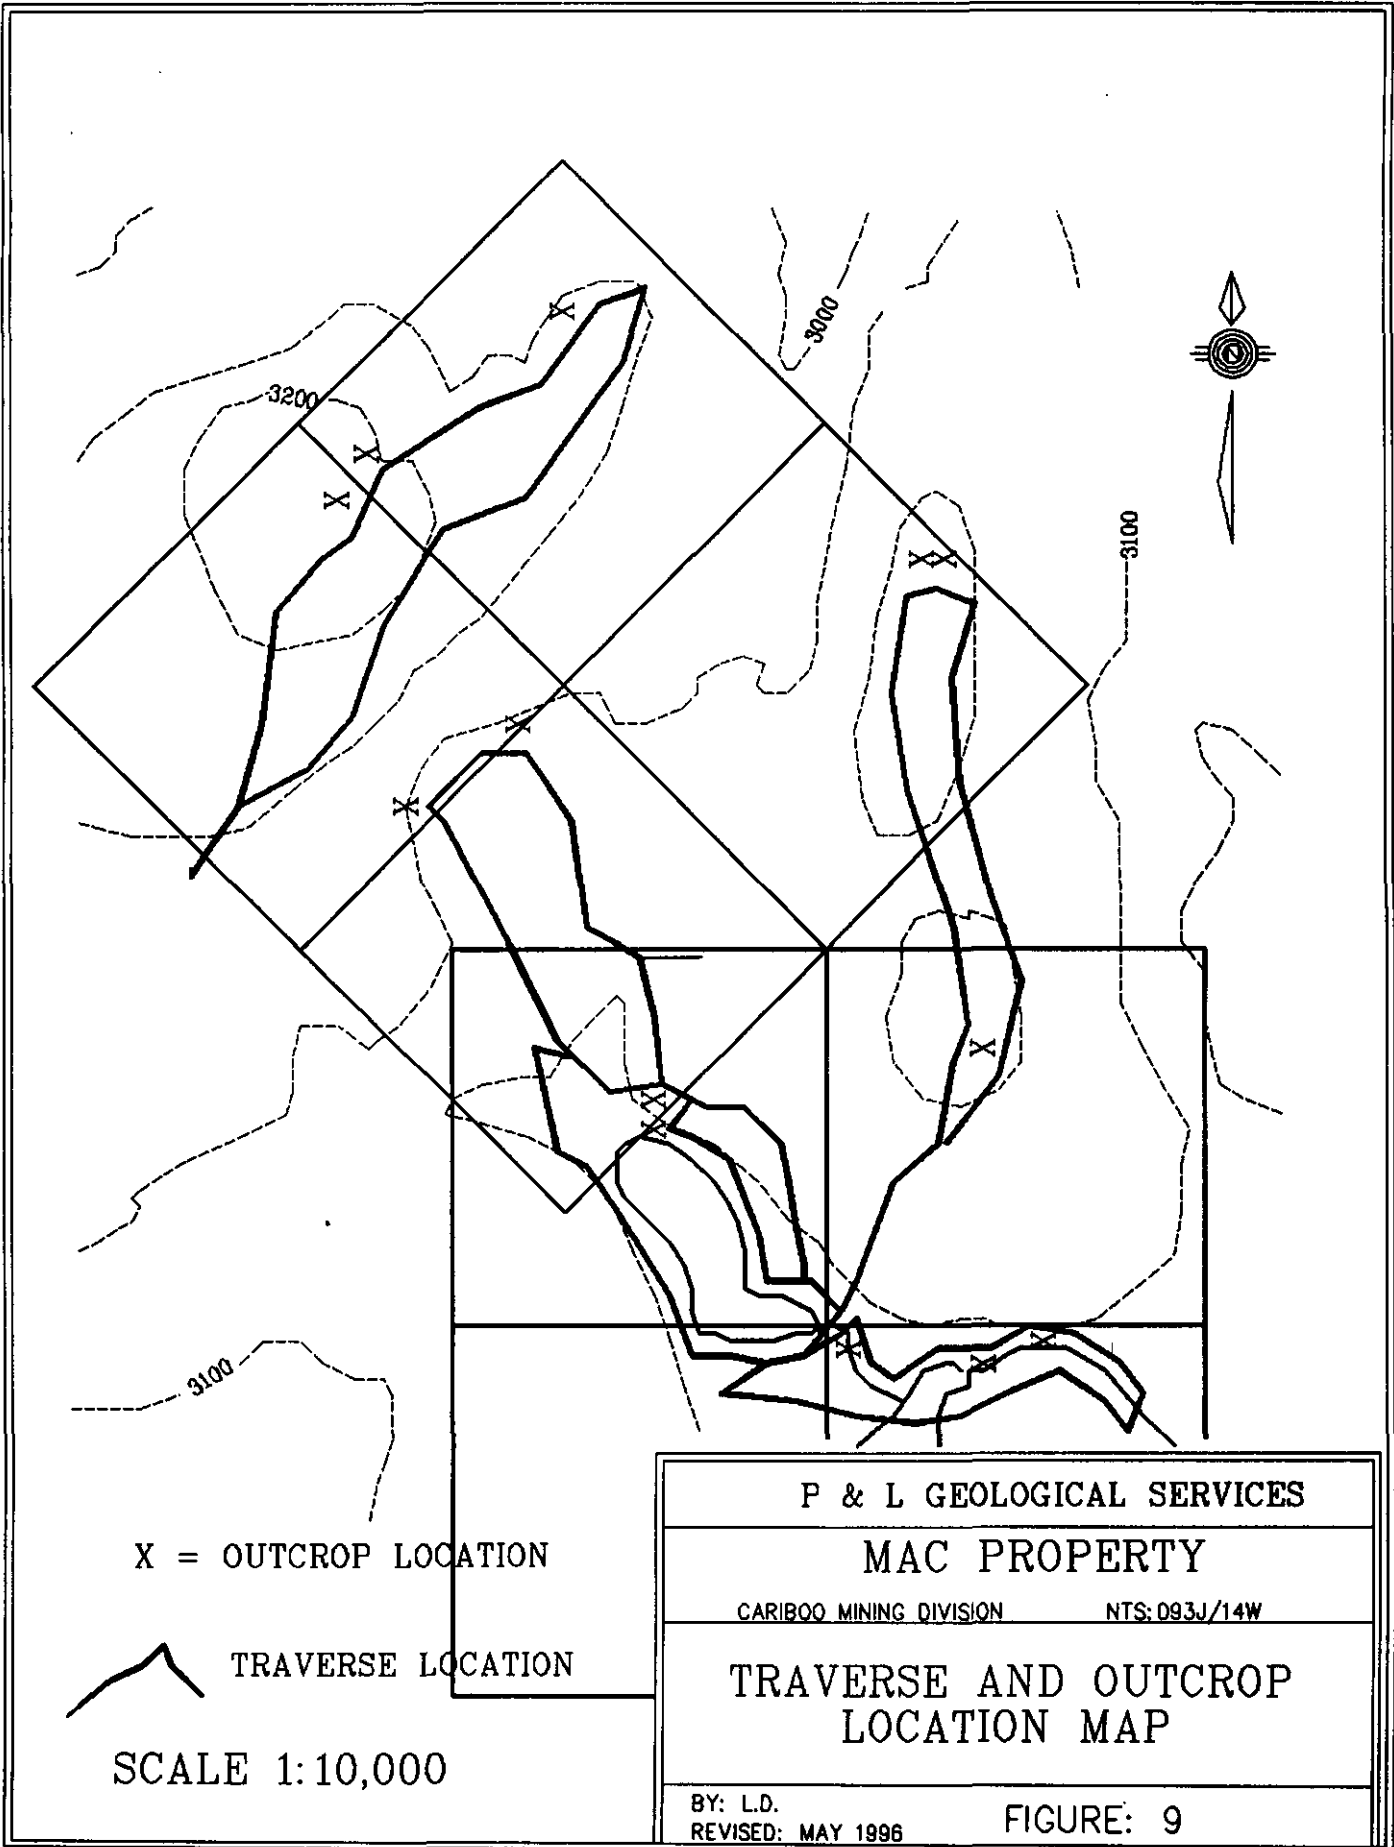 3000
3200
N
X
X
X
3100
X X
X
X
X
X
X
X
X
X
3100
X = OUTCROP LOCATION
TRAVERSE LOCATION
SCALE 1:10,000
P & L GEOLOGICAL SERVICES
MAC PROPERTY
CARIBOO MINING DIVISION NTS: 093J/14W
TRAVERSE AND OUTCROP
LOCATION MAP
BY: L.D.
REVISED: MAY 1996
FIGURE: 9